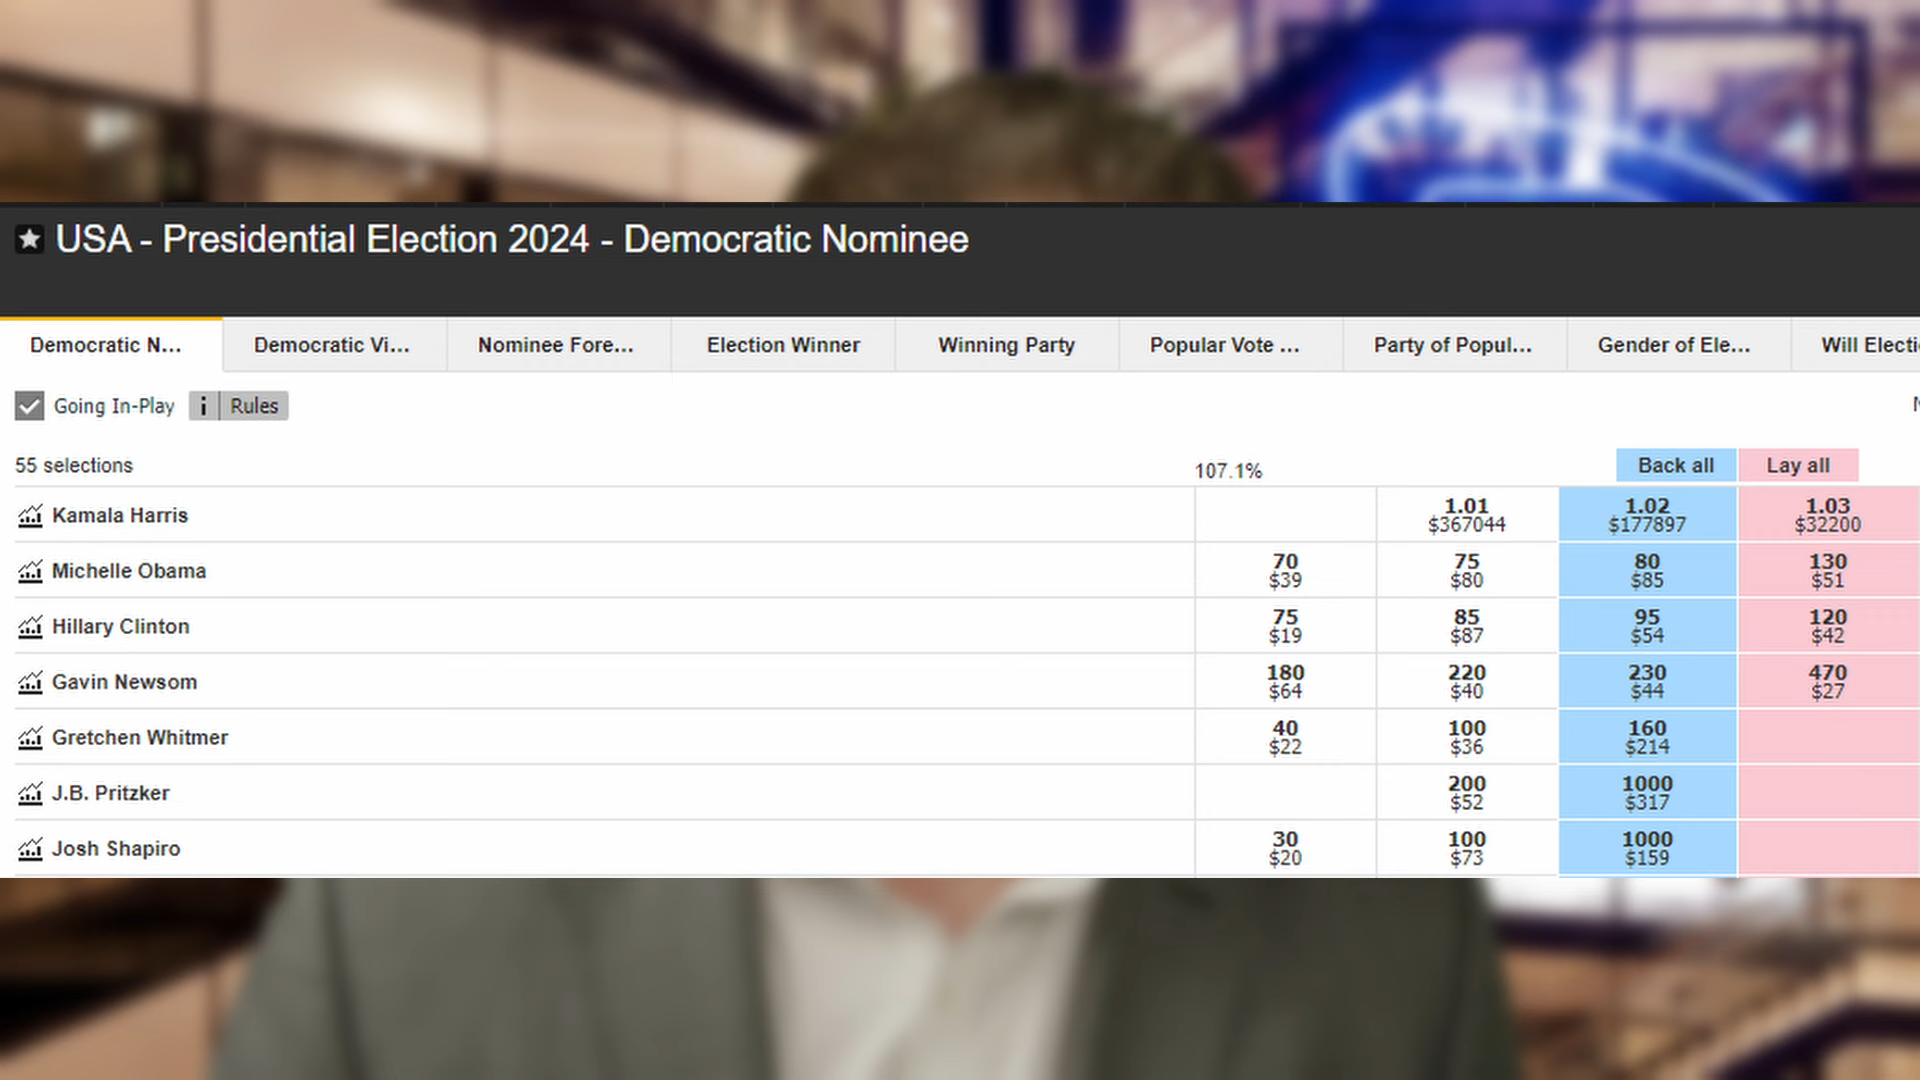 USA - Presidential Election 2024 - Democratic Nominee
Democratic N... Democratic Vi... Nominee Fore... Election Winner Winning Party Popular Vote ... Party of Popul... Gender of Ele... Will Electi
Going In-Play i Rules
55 selections 107.1% Back all Lay all
Kamala Harris 1.01 1.02 1.03
$367044 $177897 $32200
Michelle Obama 70 75 80 130
$39 $80 $85 $51
Hillary Clinton 75 85 95 120
$19 $87 $54 $42
Gavin Newsom 180 220 230 470
$64 $40 $44 $27
Gretchen Whitmer 40 100 160
$22 $36 $214
J.B. Pritzker 200 1000
$52 $317
Josh Shapiro 30 100 1000
$20 $73 $159